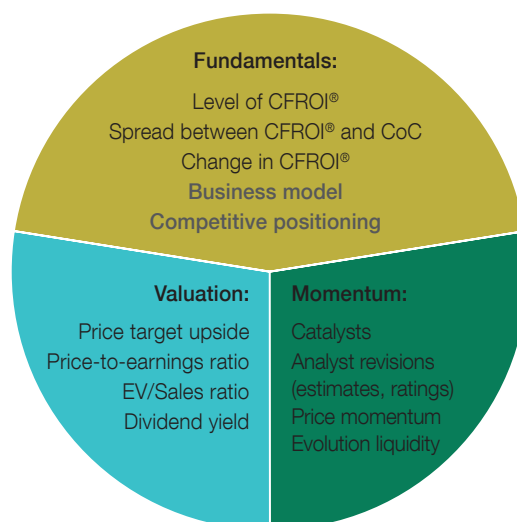 Fundamentals:
Level of CFROI®
Spread between CFROI® and CoC
Change in CFROI®
Business model
Competitive positioning
Valuation:
Price target upside
Price-to-earnings ratio
EV/Sales ratio
Dividend yield
Momentum:
Catalysts
Analyst revisions
(estimates, ratings)
Price momentum
Evolution liquidity